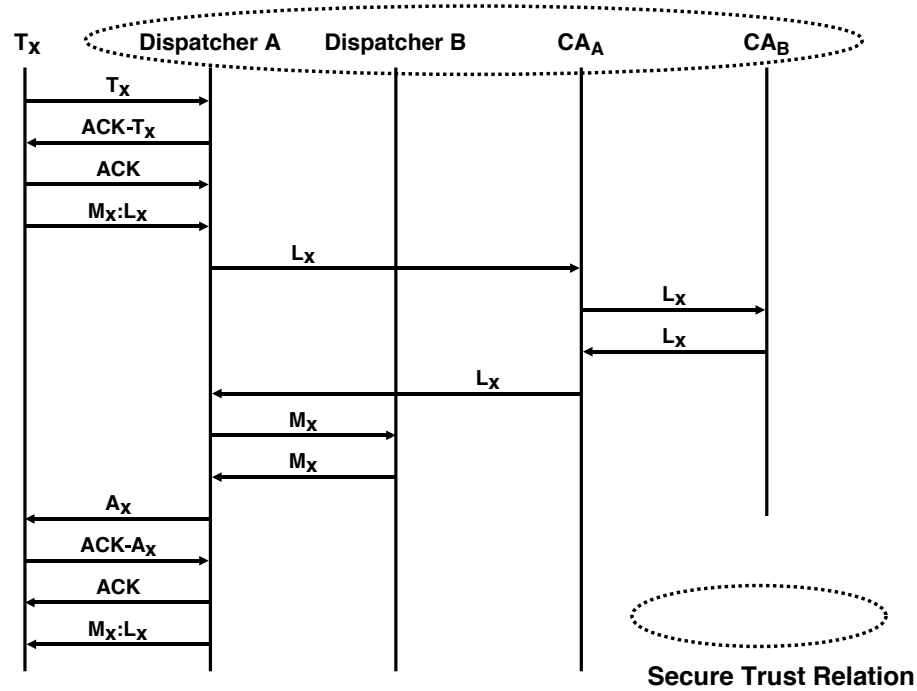 Tx Dispatcher A Dispatcher B CAA CAB
Tx
ACK-Tx
ACK
Mx:Lx
Lx
Lx
Lx
Lx
Mx
Mx
Ax
ACK-Ax
ACK
Mx:Lx
Secure Trust Relation